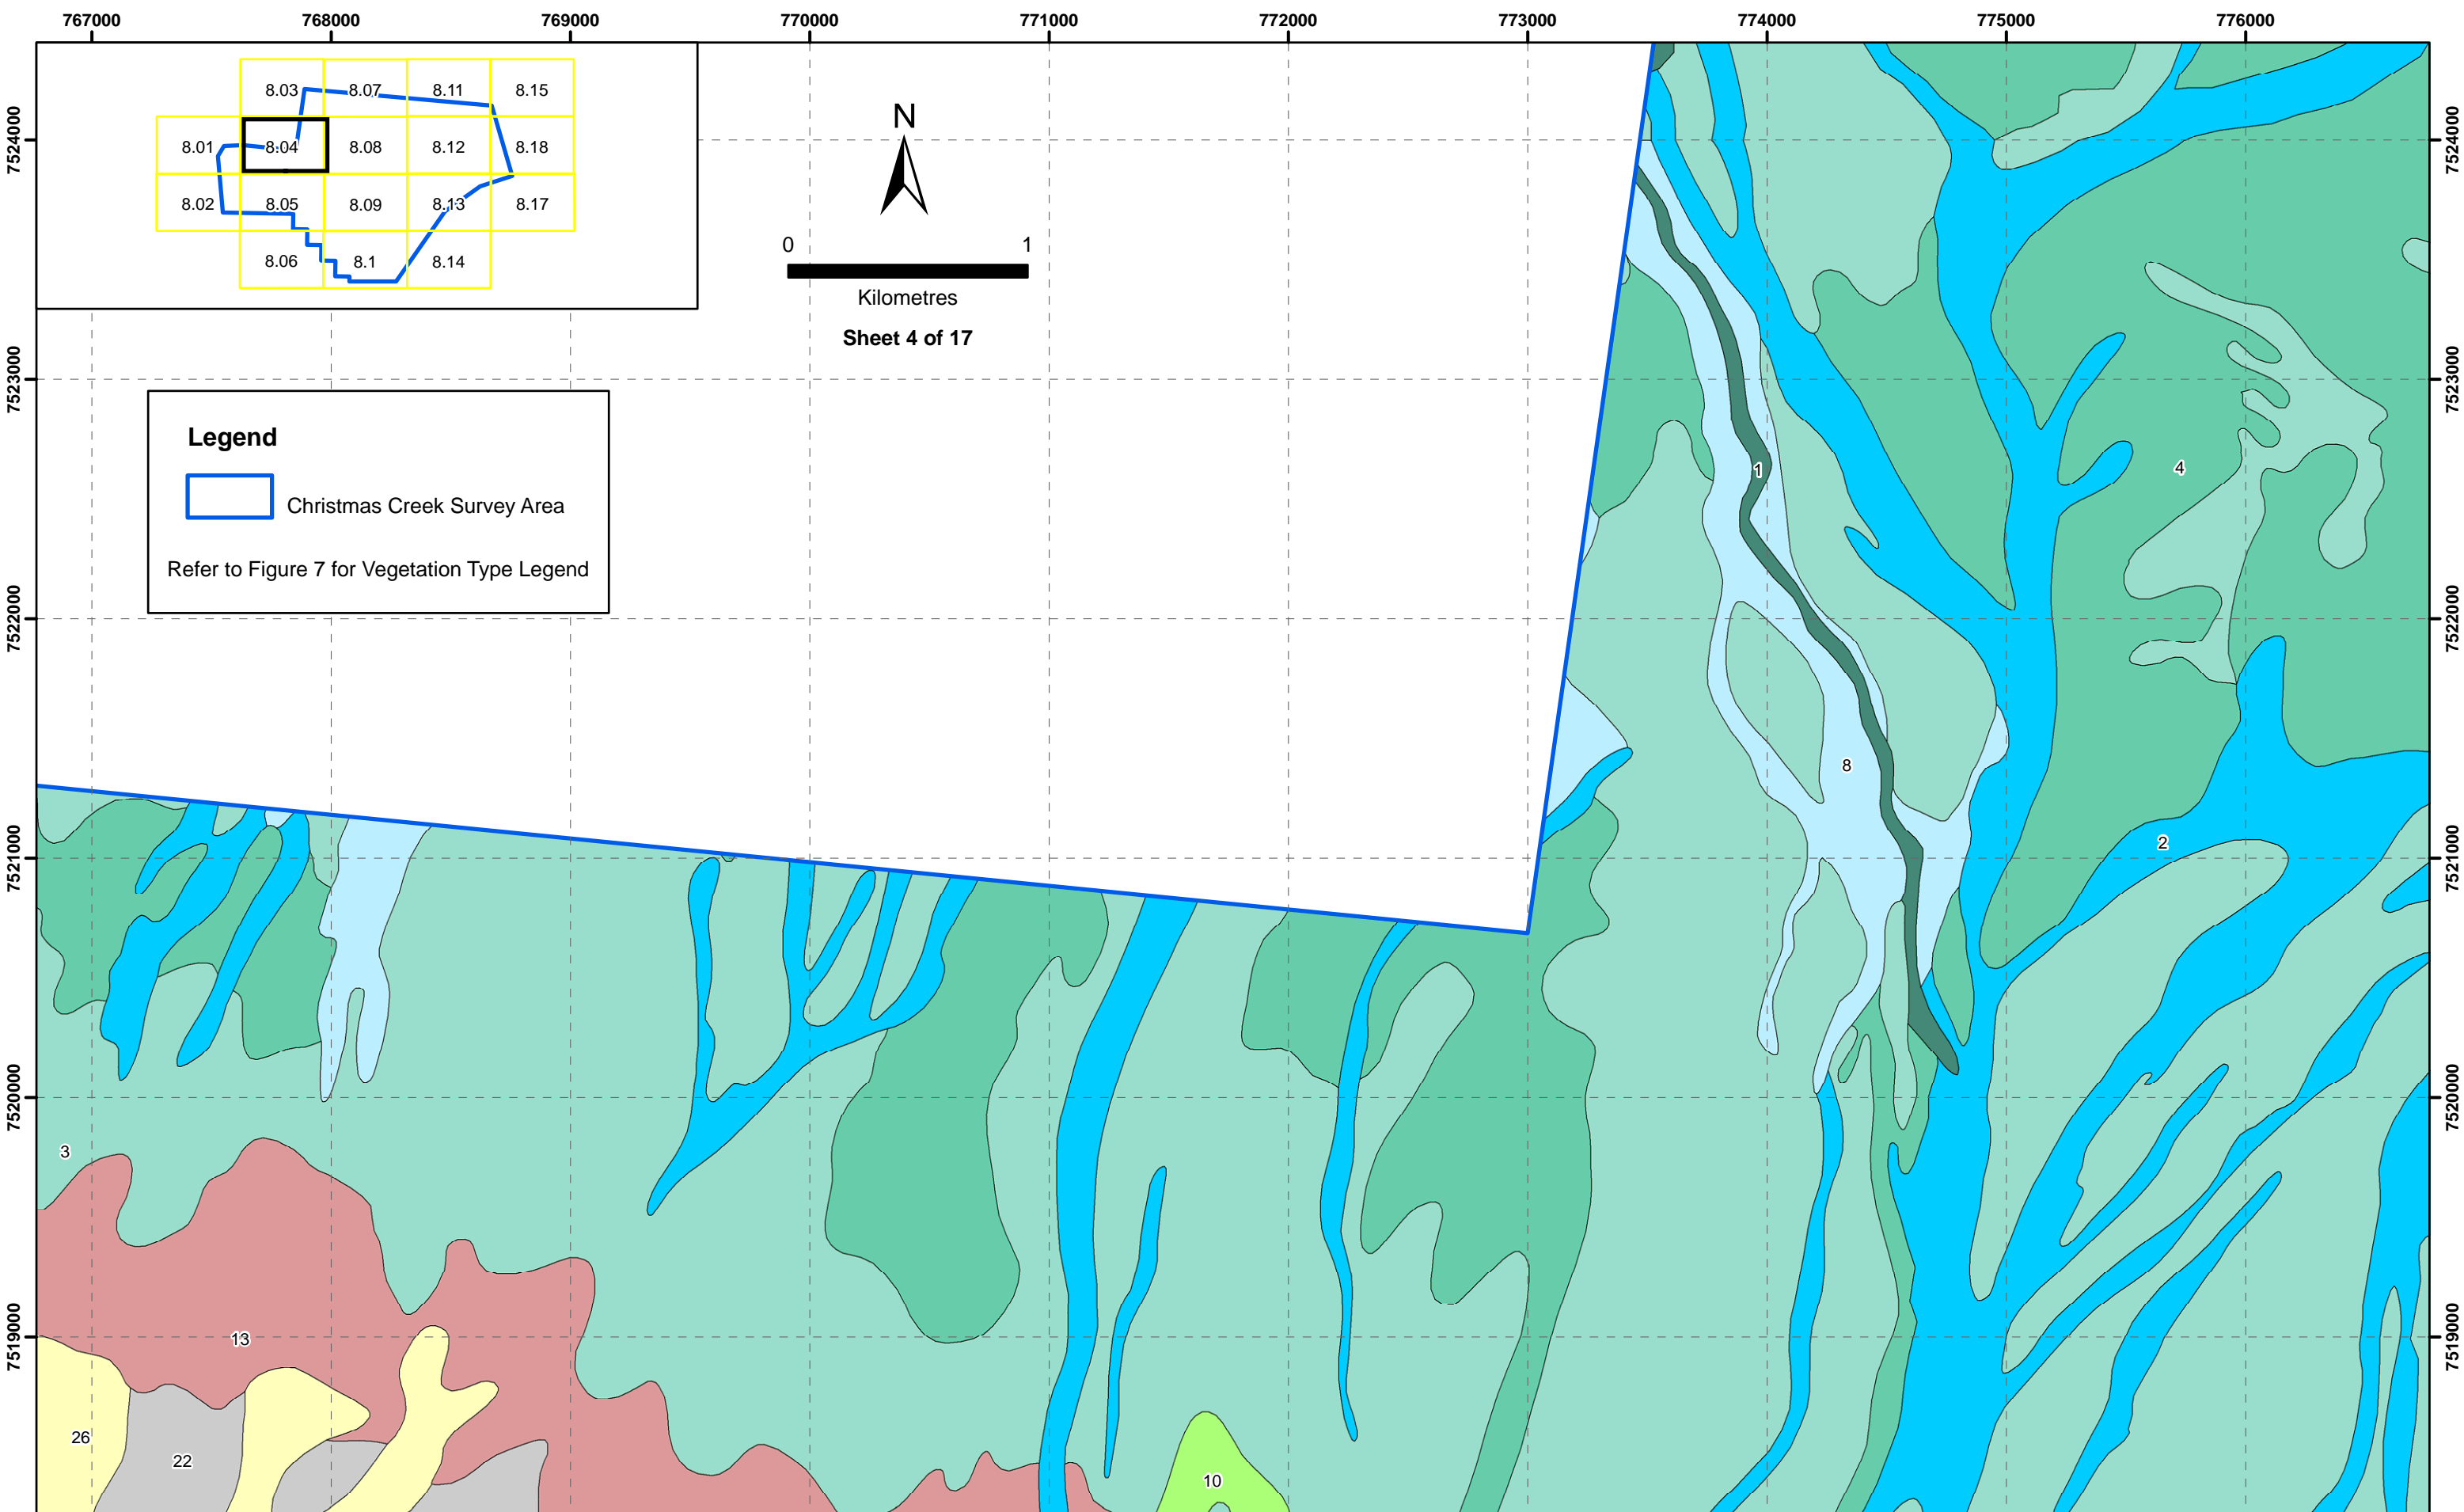 767000 768000 769000 770000 771000 772000 773000 774000 775000 776000
8.03 8.07 8.11 8.15
8.01 8.04 8.08 8.12 8.18
8.02 8.05 8.09 8.13 8.17
8.06 8.1 8.14
N
0 1
Kilometres
Sheet 4 of 17
Legend
Christmas Creek Survey Area
Refer to Figure 7 for Vegetation Type Legend
7524000
7523000
7522000
7521000
7520000
7519000
7524000
7523000
7522000
7521000
7520000
7519000
1
4
8
2
3
13
26
22
10